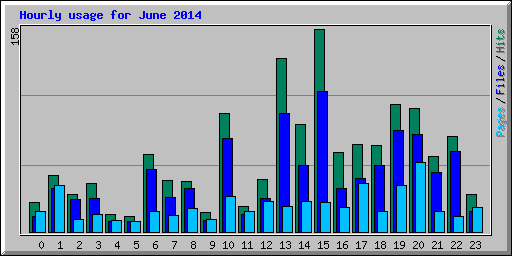 Hourly usage for June 2014
158
Pages/Files/Hits
0 1 2 3 4 5 6 7 8 9 10 11 12 13 14 15 16 17 18 19 20 21 22 23